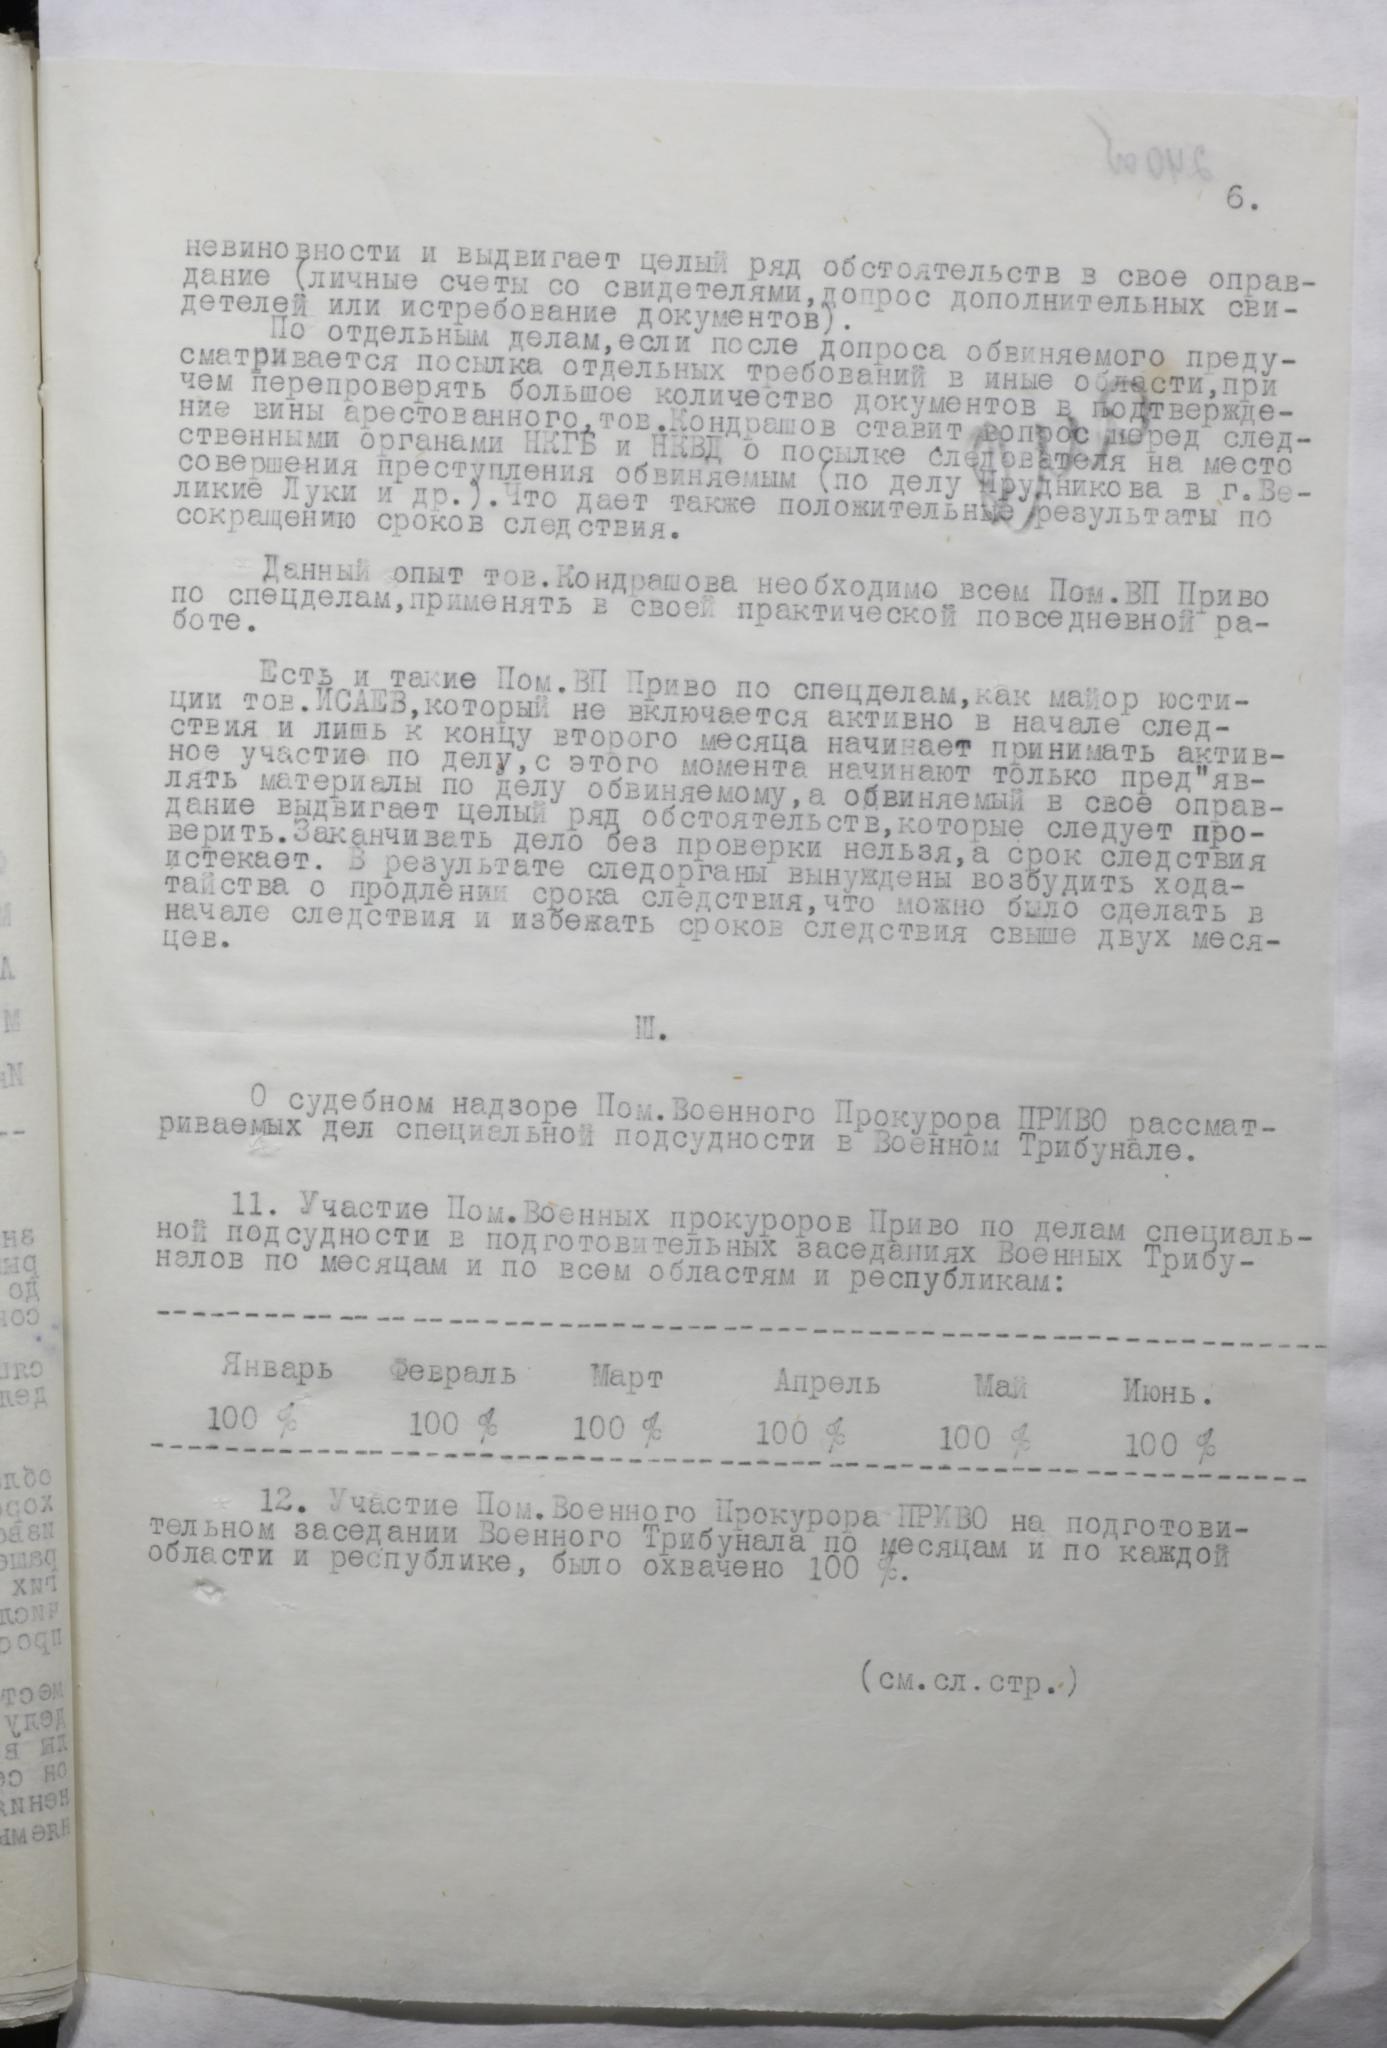 6.
невиновности и выдвигает целый ряд обстоятельств в свое оправ-
дание (личные счеты со свидетелями,допрос дополнительных сви-
детелей или истребование документов).
По отдельным делам,если после допроса обвиняемого преду-
сматривается посылка отдельных требований в иные области,при
чем перепроверять большое количество документов в подтвержде-
ние вины арестованного,тов.Кондрашов ставит вопрос перед след-
ственными органами НКГБ и НКВД о посылке следователя на место
совершения преступления обвиняемым (по делу Прудникова в г.Ве-
ликие Луки и др.).Что дает также положительные результаты по
сокращению сроков следствия.
Данный опыт тов.Кондрашова необходимо всем Пом.ВП Приво
по спецделам,применять в своей практической повседневной ра-
боте.
Есть и такие Пом.ВП Приво по спецделам,как майор юсти-
ции тов.ИСАЕВ,который не включается активно в начале след-
ствия и лишь к концу второго месяца начинает принимать актив-
ное участие по делу,с этого момента начинают только пред"яв-
лять материалы по делу обвиняемому,а обвиняемый в свое оправ-
дание выдвигает целый ряд обстоятельств,которые следует про-
верить.Заканчивать дело без проверки нельзя,а срок следствия
истекает. В результате следорганы вынуждены возбудить хода-
тайства о продлении срока следствия,что можно было сделать в
начале следствия и избежать сроков следствия свыше двух меся-
цев.
Ш.
О судебном надзоре Пом.Военного Прокурора ПРИВО рассмат-
риваемых дел специальной подсудности в Военном Трибунале.
11. Участие Пом.Военных прокуроров Приво по делам специаль-
ной подсудности в подготовительных заседаниях Военных Трибу-
налов по месяцам и по всем областям и республикам:
Январь Февраль Март Апрель Май Июнь.
100 % 100 % 100 % 100 % 100 % 100 %
12. Участие Пом.Военного Прокурора ПРИВО на подготови-
тельном заседании Военного Трибунала по месяцам и по каждой
области и республике, было охвачено 100 %.
(см.сл.стр.)